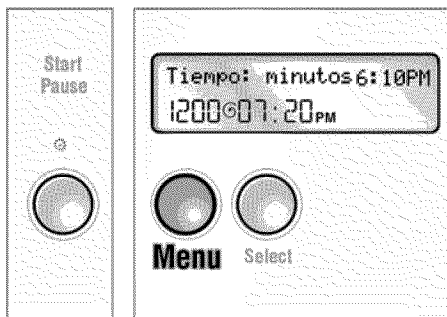 Start
Pause
Tiempo: minutos 6:10PM
1200 07:20PM
Menu
Select